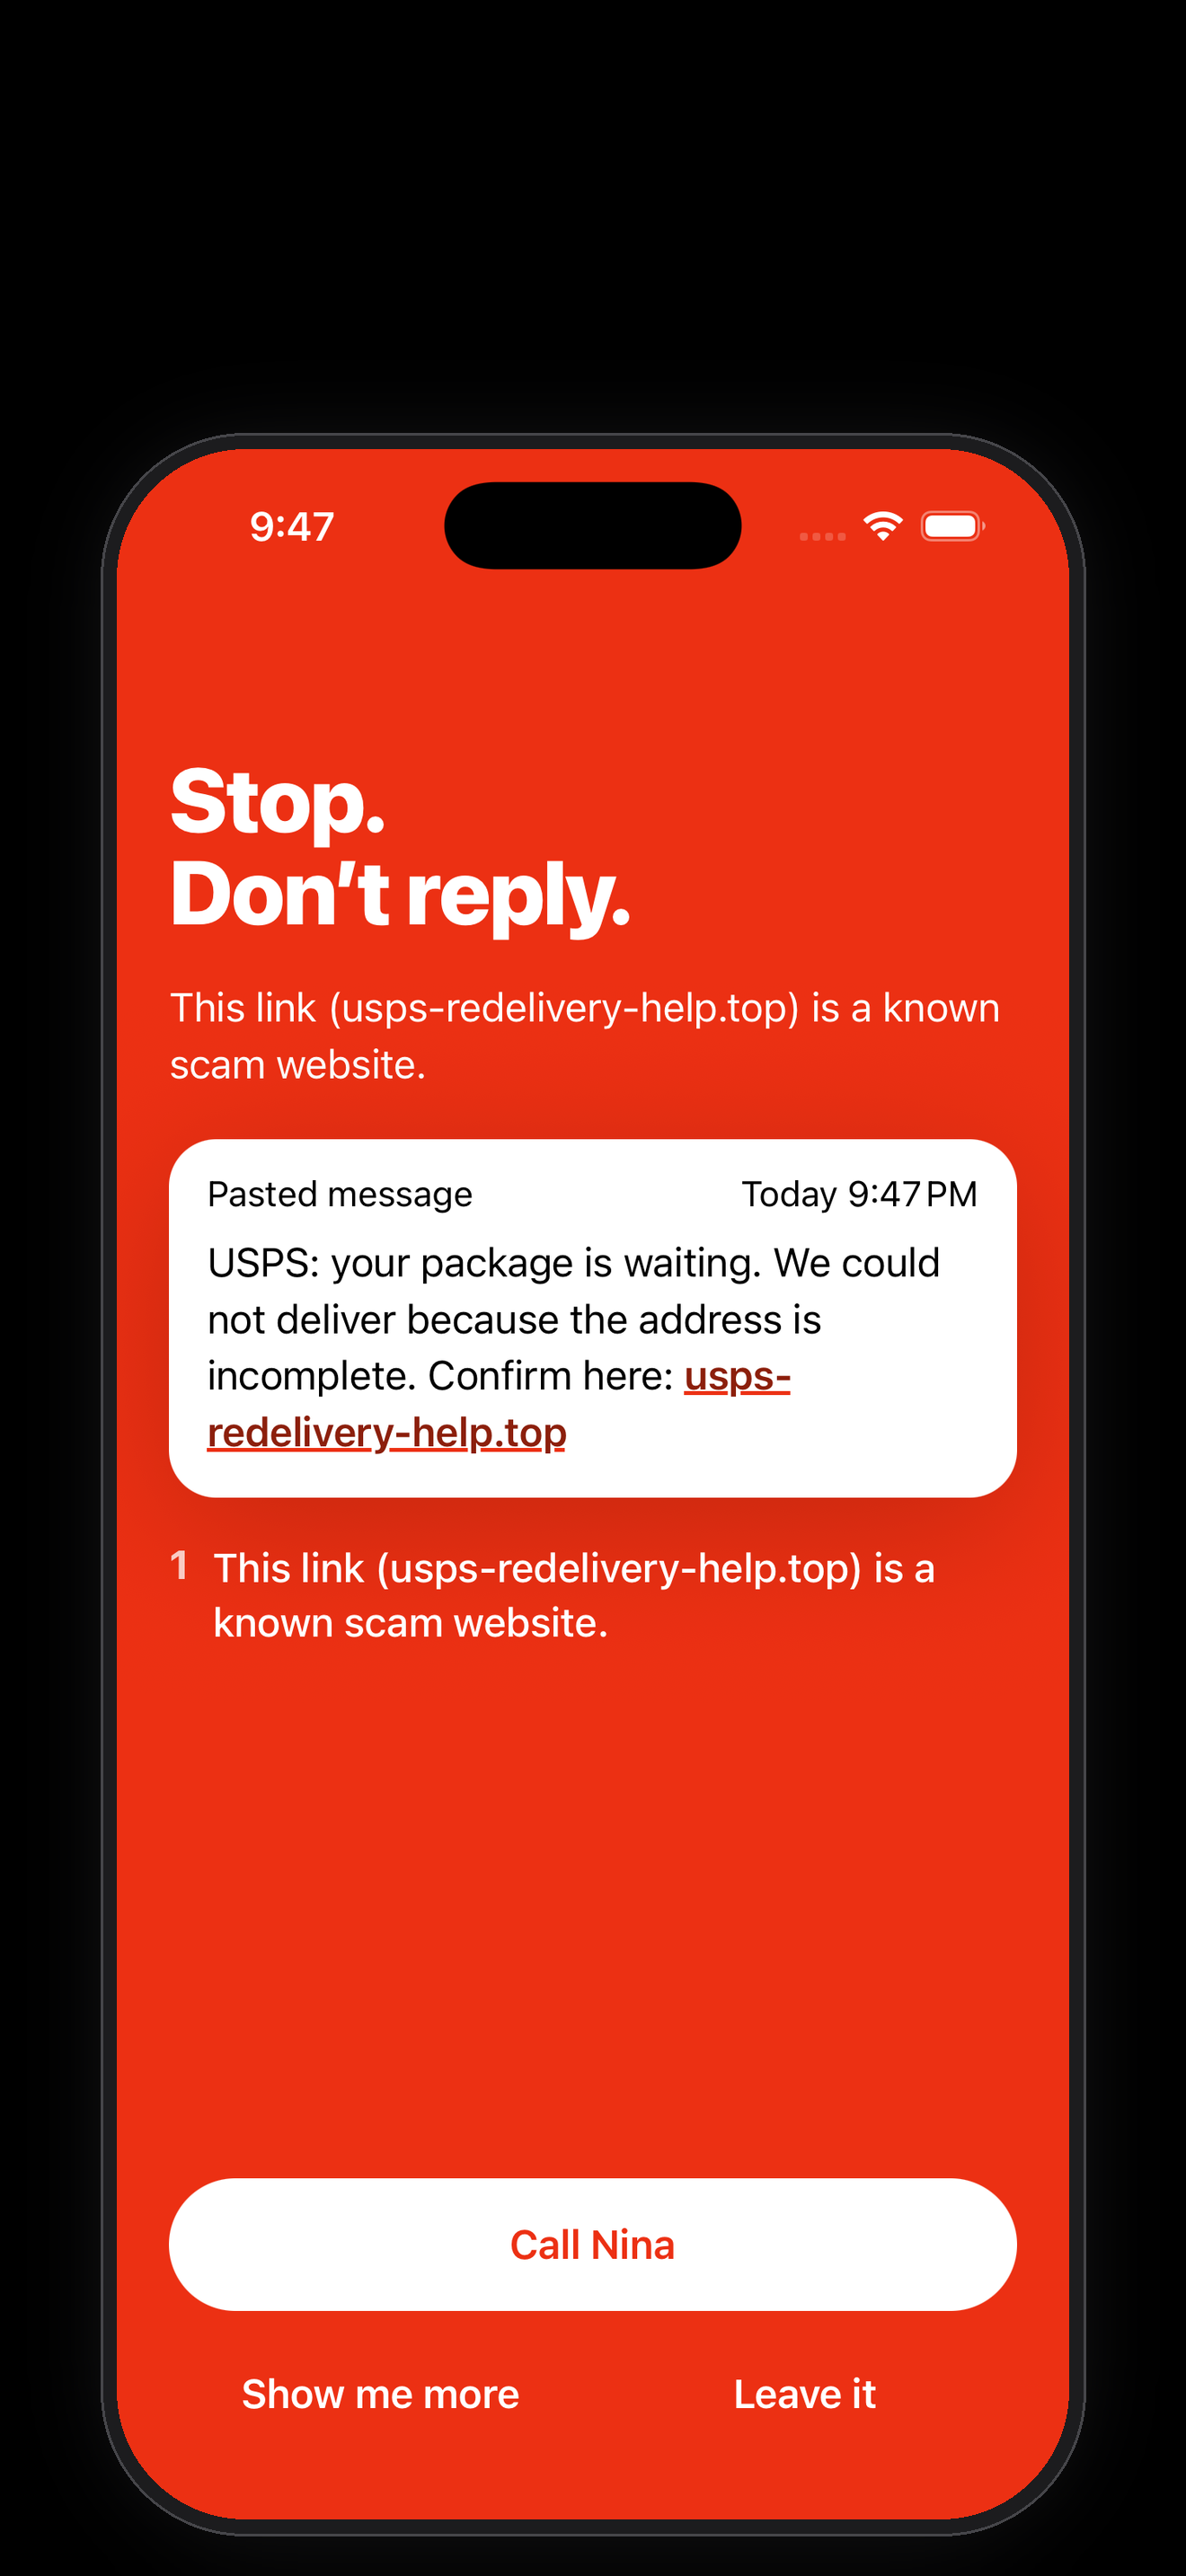 9:47
Stop.
Don’t reply.
This link (usps-redelivery-help.top) is a known
scam website.
Pasted message Today 9:47 PM
USPS: your package is waiting. We could
not deliver because the address is
incomplete. Confirm here: usps-
redelivery-help.top
1 This link (usps-redelivery-help.top) is a
known scam website.
Call Nina
Show me more Leave it